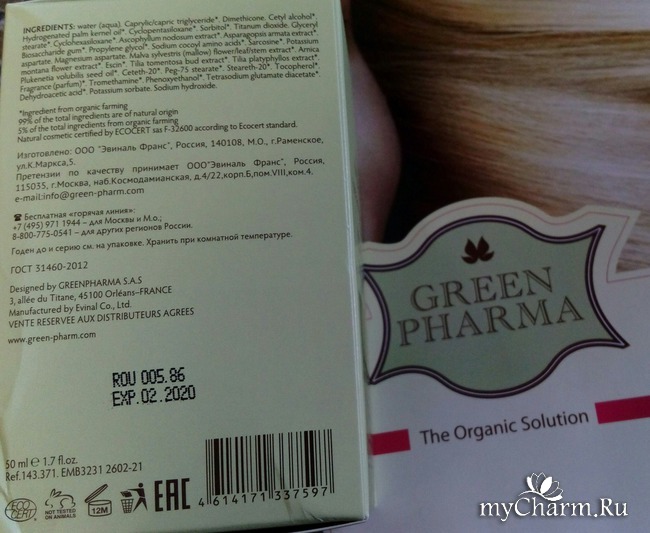 INGREDIENTS: water (aqua). Caprylic/capric triglyceride*. Dimethicone. Cetyl alcohol*.
Hydrogenated palm kernel oil*. Cyclopentasiloxane*. Sorbitol*. Titanium dioxide. Glyceryl
stearate*. Cyclohexasiloxane*. Ascophyllum nodosum extract*. Asparagopsis armata extract*.
Biosaccharide gum*. Propylene glycol*. Sodium cocoyl amino acids*. Sarcosine*. Potassium
aspartate. Magnesium aspartate. Malva sylvestris (mallow) flower/leaf/stem extract*. Arnica
montana flower extract*. Escin*. Tilia tomentosa bud extract*. Tilia platyphyllos extract*.
Plukenetia volubilis seed oil*. Ceteth-20*. Peg-75 stearate*. Steareth-20*. Tocopherol*.
Fragrance (parfum)*. Tromethamine*. Phenoxyethanol*. Tetrasodium glutamate diacetate*.
Dehydroacetic acid*. Potassium sorbate. Sodium hydroxide.
*Ingredient from organic farming
99% of the total ingredients are of natural origin
5% of the total ingredients are from organic farming
Natural cosmetic certified by ECOCERT sas F-32600 according to Ecocert standard.
Изготовлено: ООО "Эвиналь Франс", Россия, 140108, М.О., г.Раменское,
ул.К.Маркса,5.
Претензии по качеству принимает ООО"Эвиналь Франс", Россия,
115035, г.Москва, наб.Космодамианская, д.4/22,корп.Б,пом.VIII,ком.4.
e-mail:info@green-pharm.com
☎ Бесплатная «горячая линия»:
+7 (495) 971 1944 – для Москвы и М.о.;
8-800-775-0541 – для других регионов России.
Годен до и серию см. на упаковке. Хранить при комнатной температуре.
ГОСТ 31460-2012
Designed by GREENPHARMA S.A.S
3, allée du Titane, 45100 Orléans–FRANCE
Manufactured by Evinal Co., Ltd.
VENTE RESERVEE AUX DISTRIBUTEURS AGREES
www.green-pharm.com
ROU 005.86
EXP.02.2020
50 ml e 1.7 fl.oz.
Ref.143.371. EMB3231 2602-21
ECO
CERT
NOT TESTED
ON ANIMALS
12M
EAC
4 614171 337597
GREEN
PHARMA
The Organic Solution
myCharm.Ru